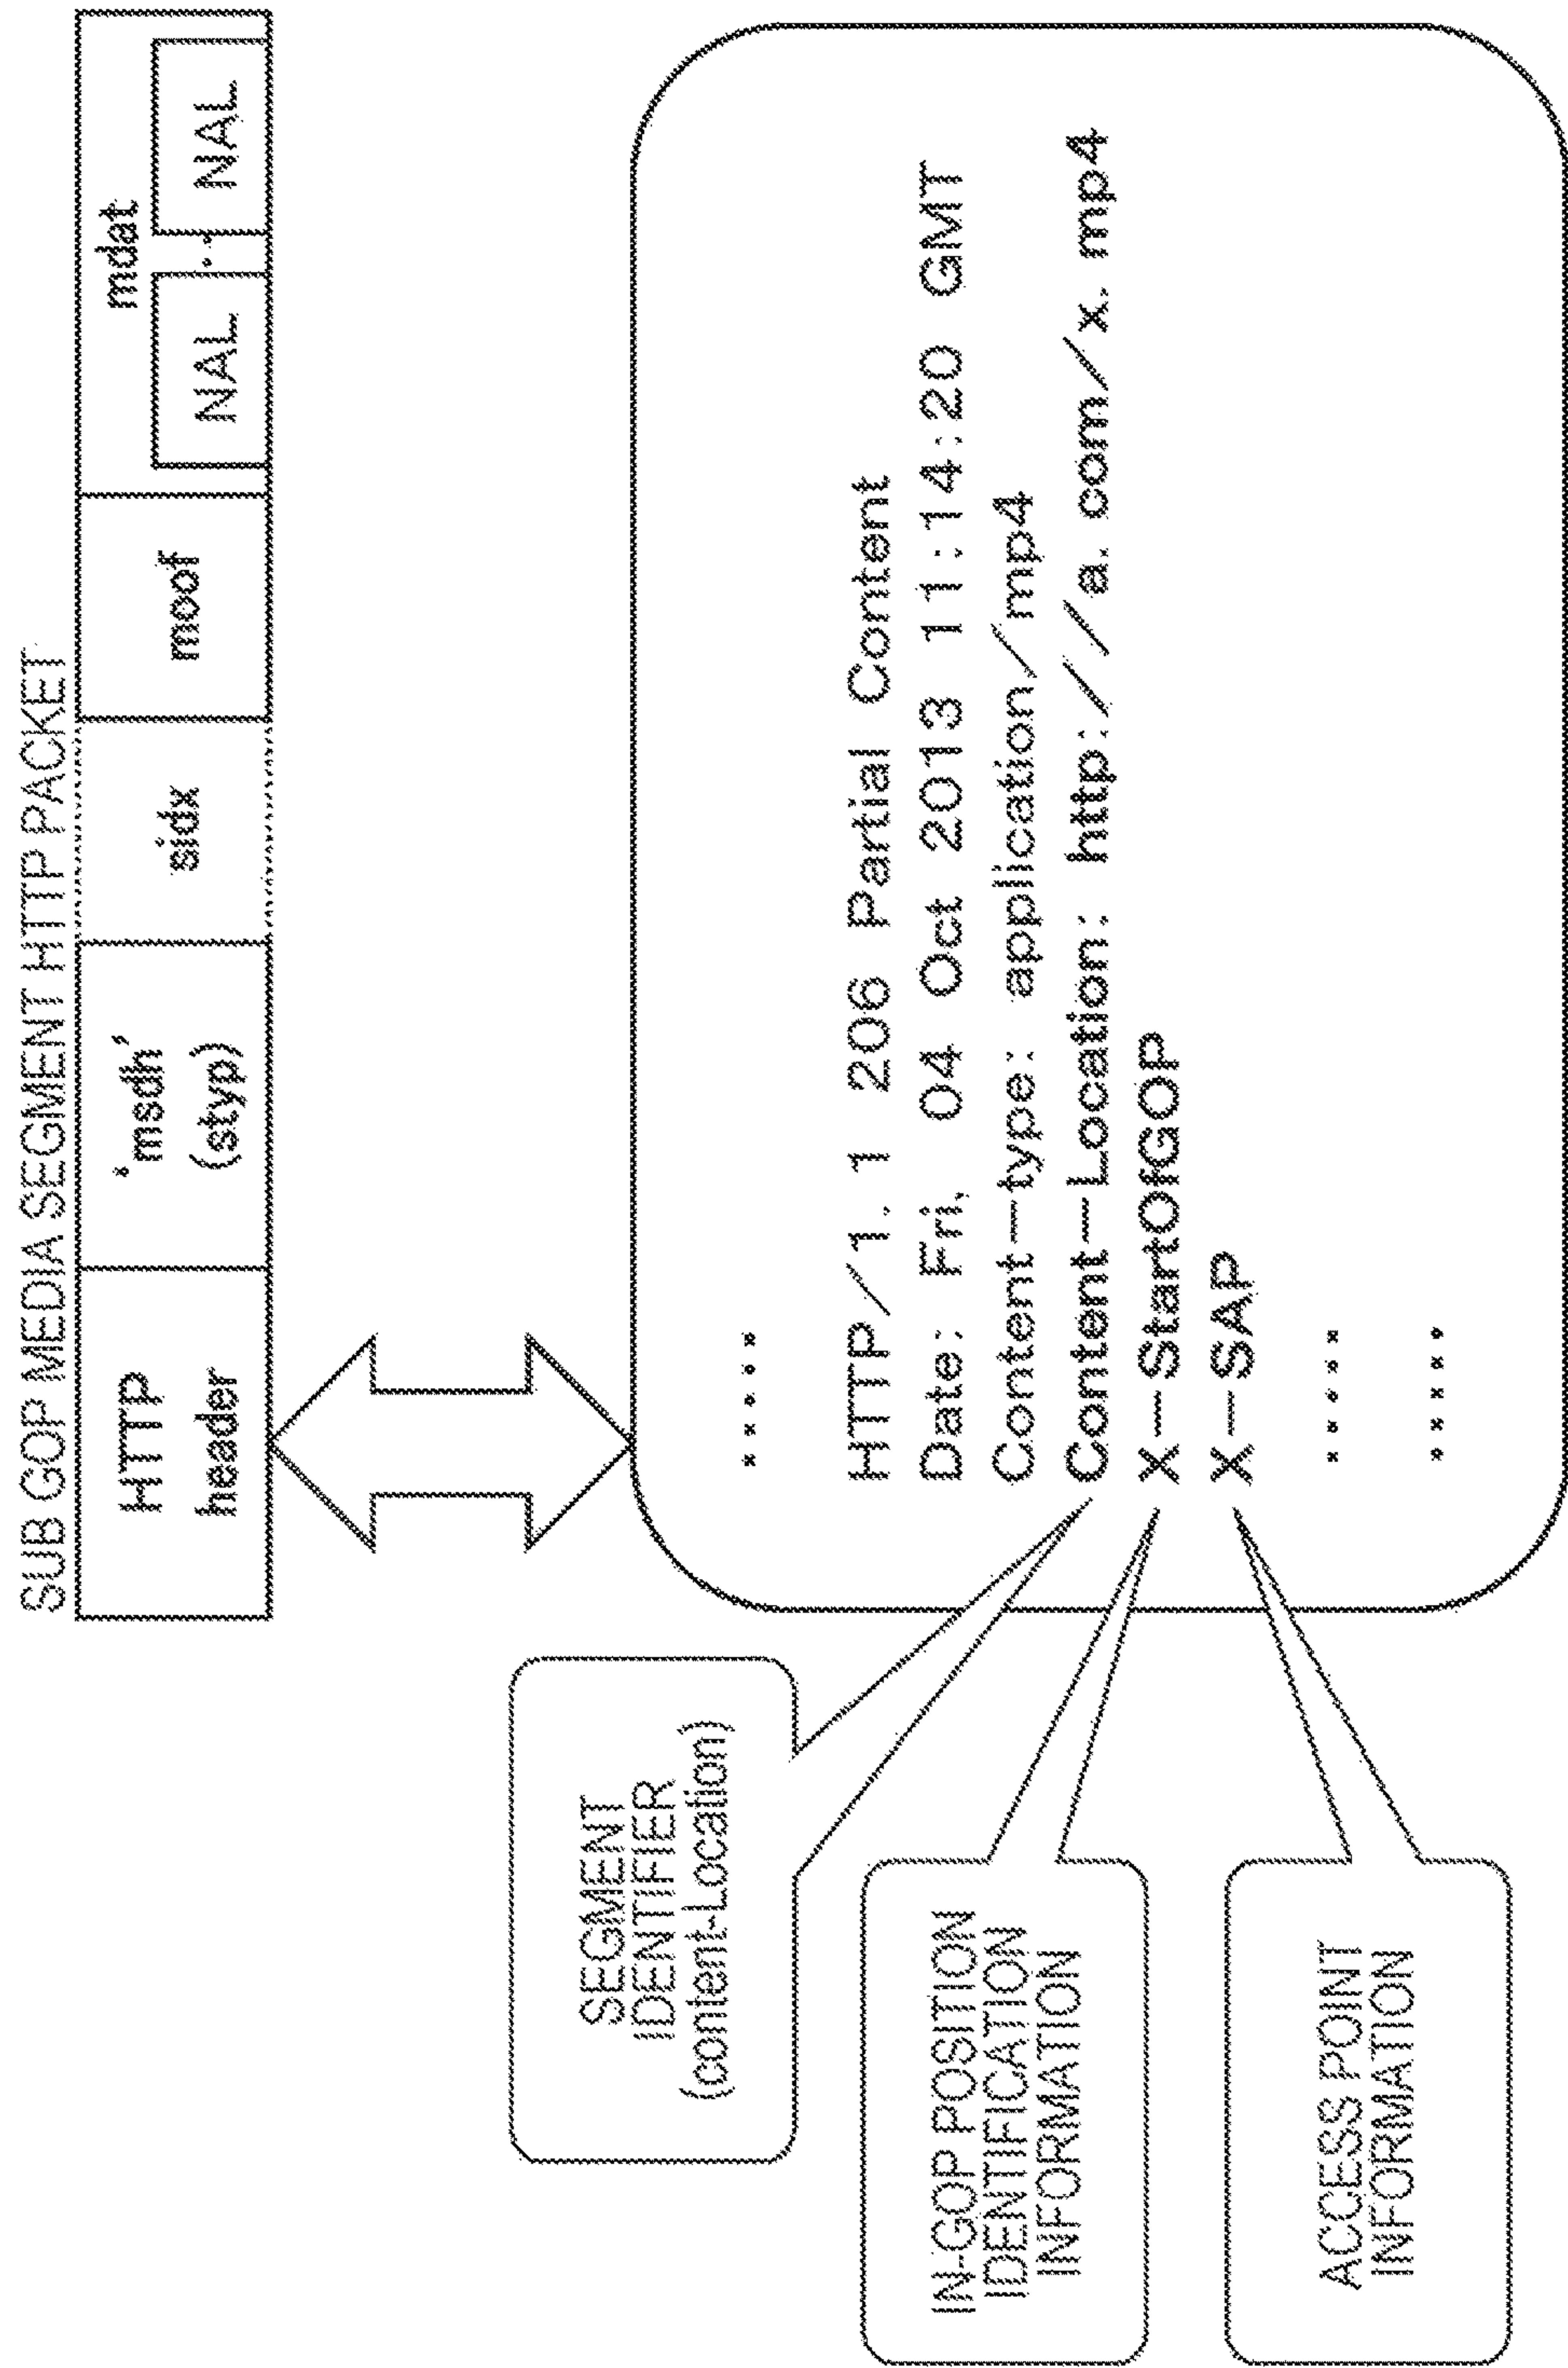 SUB GOP MEDIA SEGMENT HTTP PACKET
HTTP
header
'msdh'
(styp)
sidx
moof
mdat
NAL
...
NAL
SEGMENT
IDENTIFIER
(content-Location)
IN-GOP POSITION
IDENTIFICATION
INFORMATION
ACCESS POINT
INFORMATION
.....
HTTP/1. 1 206 Partial Content
Date: Fri, 04 Oct 2013 11:14:20 GMT
Content-type: application/mp4
Content-Location: http://a. com/x. mp4
X-StartOfGOP
X-SAP
.....
.....